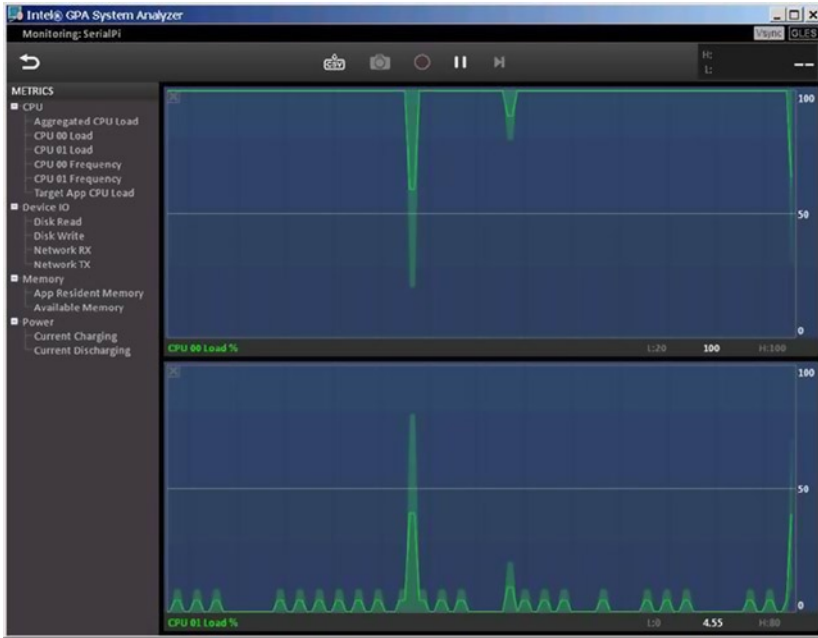 Intel® GPA System Analyzer
Monitoring: SerialPi
Vsync GLES
CSV
H:
L:
--
METRICS
CPU
Aggregated CPU Load
CPU 00 Load
CPU 01 Load
CPU 00 Frequency
CPU 01 Frequency
Target App CPU Load
Device IO
Disk Read
Disk Write
Network RX
Network TX
Memory
App Resident Memory
Available Memory
Power
Current Charging
Current Discharging
100
50
0
CPU 00 Load % L:20 100 H:100
100
50
0
CPU 01 Load % L:0 4.55 H:80